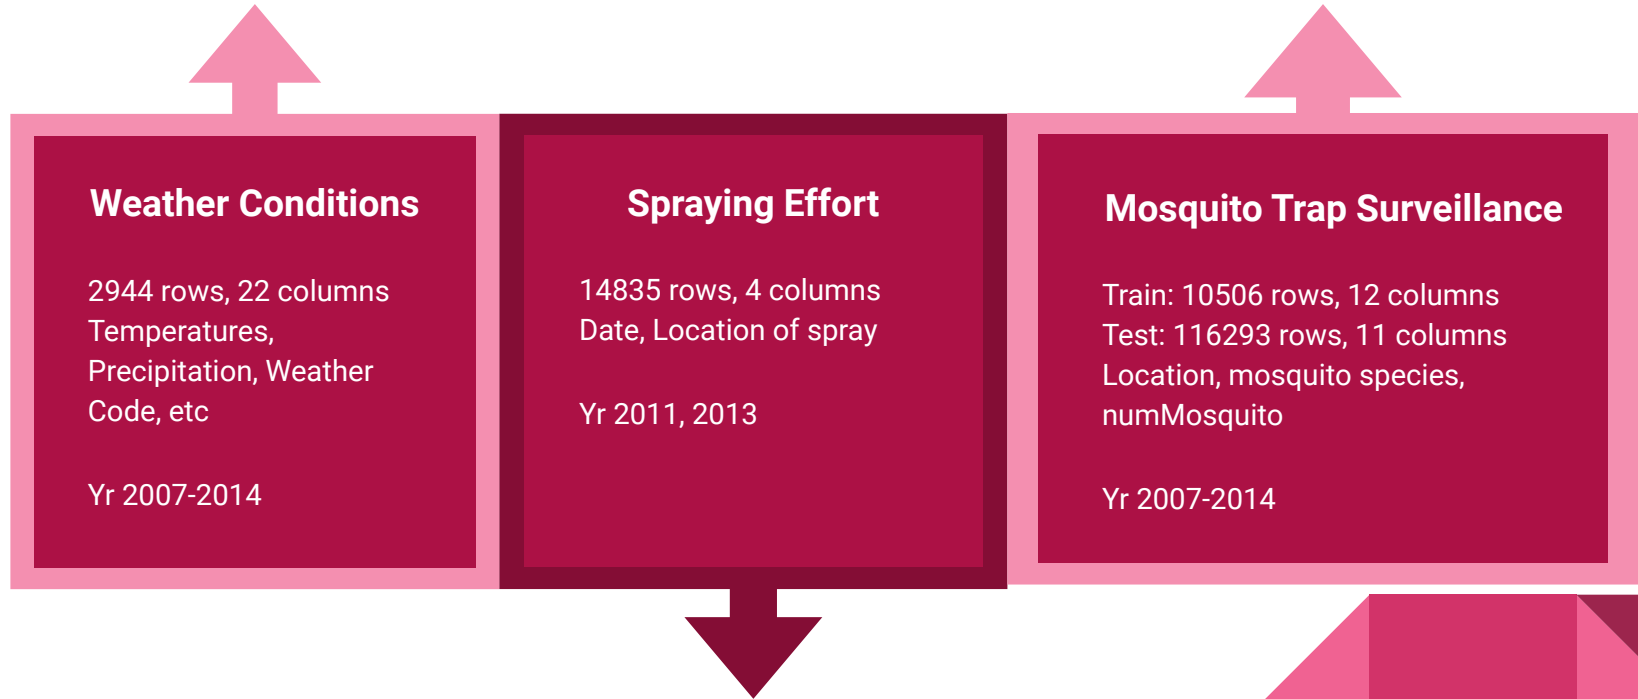 Weather Conditions
2944 rows, 22 columns
Temperatures,
Precipitation, Weather
Code, etc
Yr 2007-2014
Spraying Effort
14835 rows, 4 columns
Date, Location of spray
Yr 2011, 2013
Mosquito Trap Surveillance
Train: 10506 rows, 12 columns
Test: 116293 rows, 11 columns
Location, mosquito species,
numMosquito
Yr 2007-2014